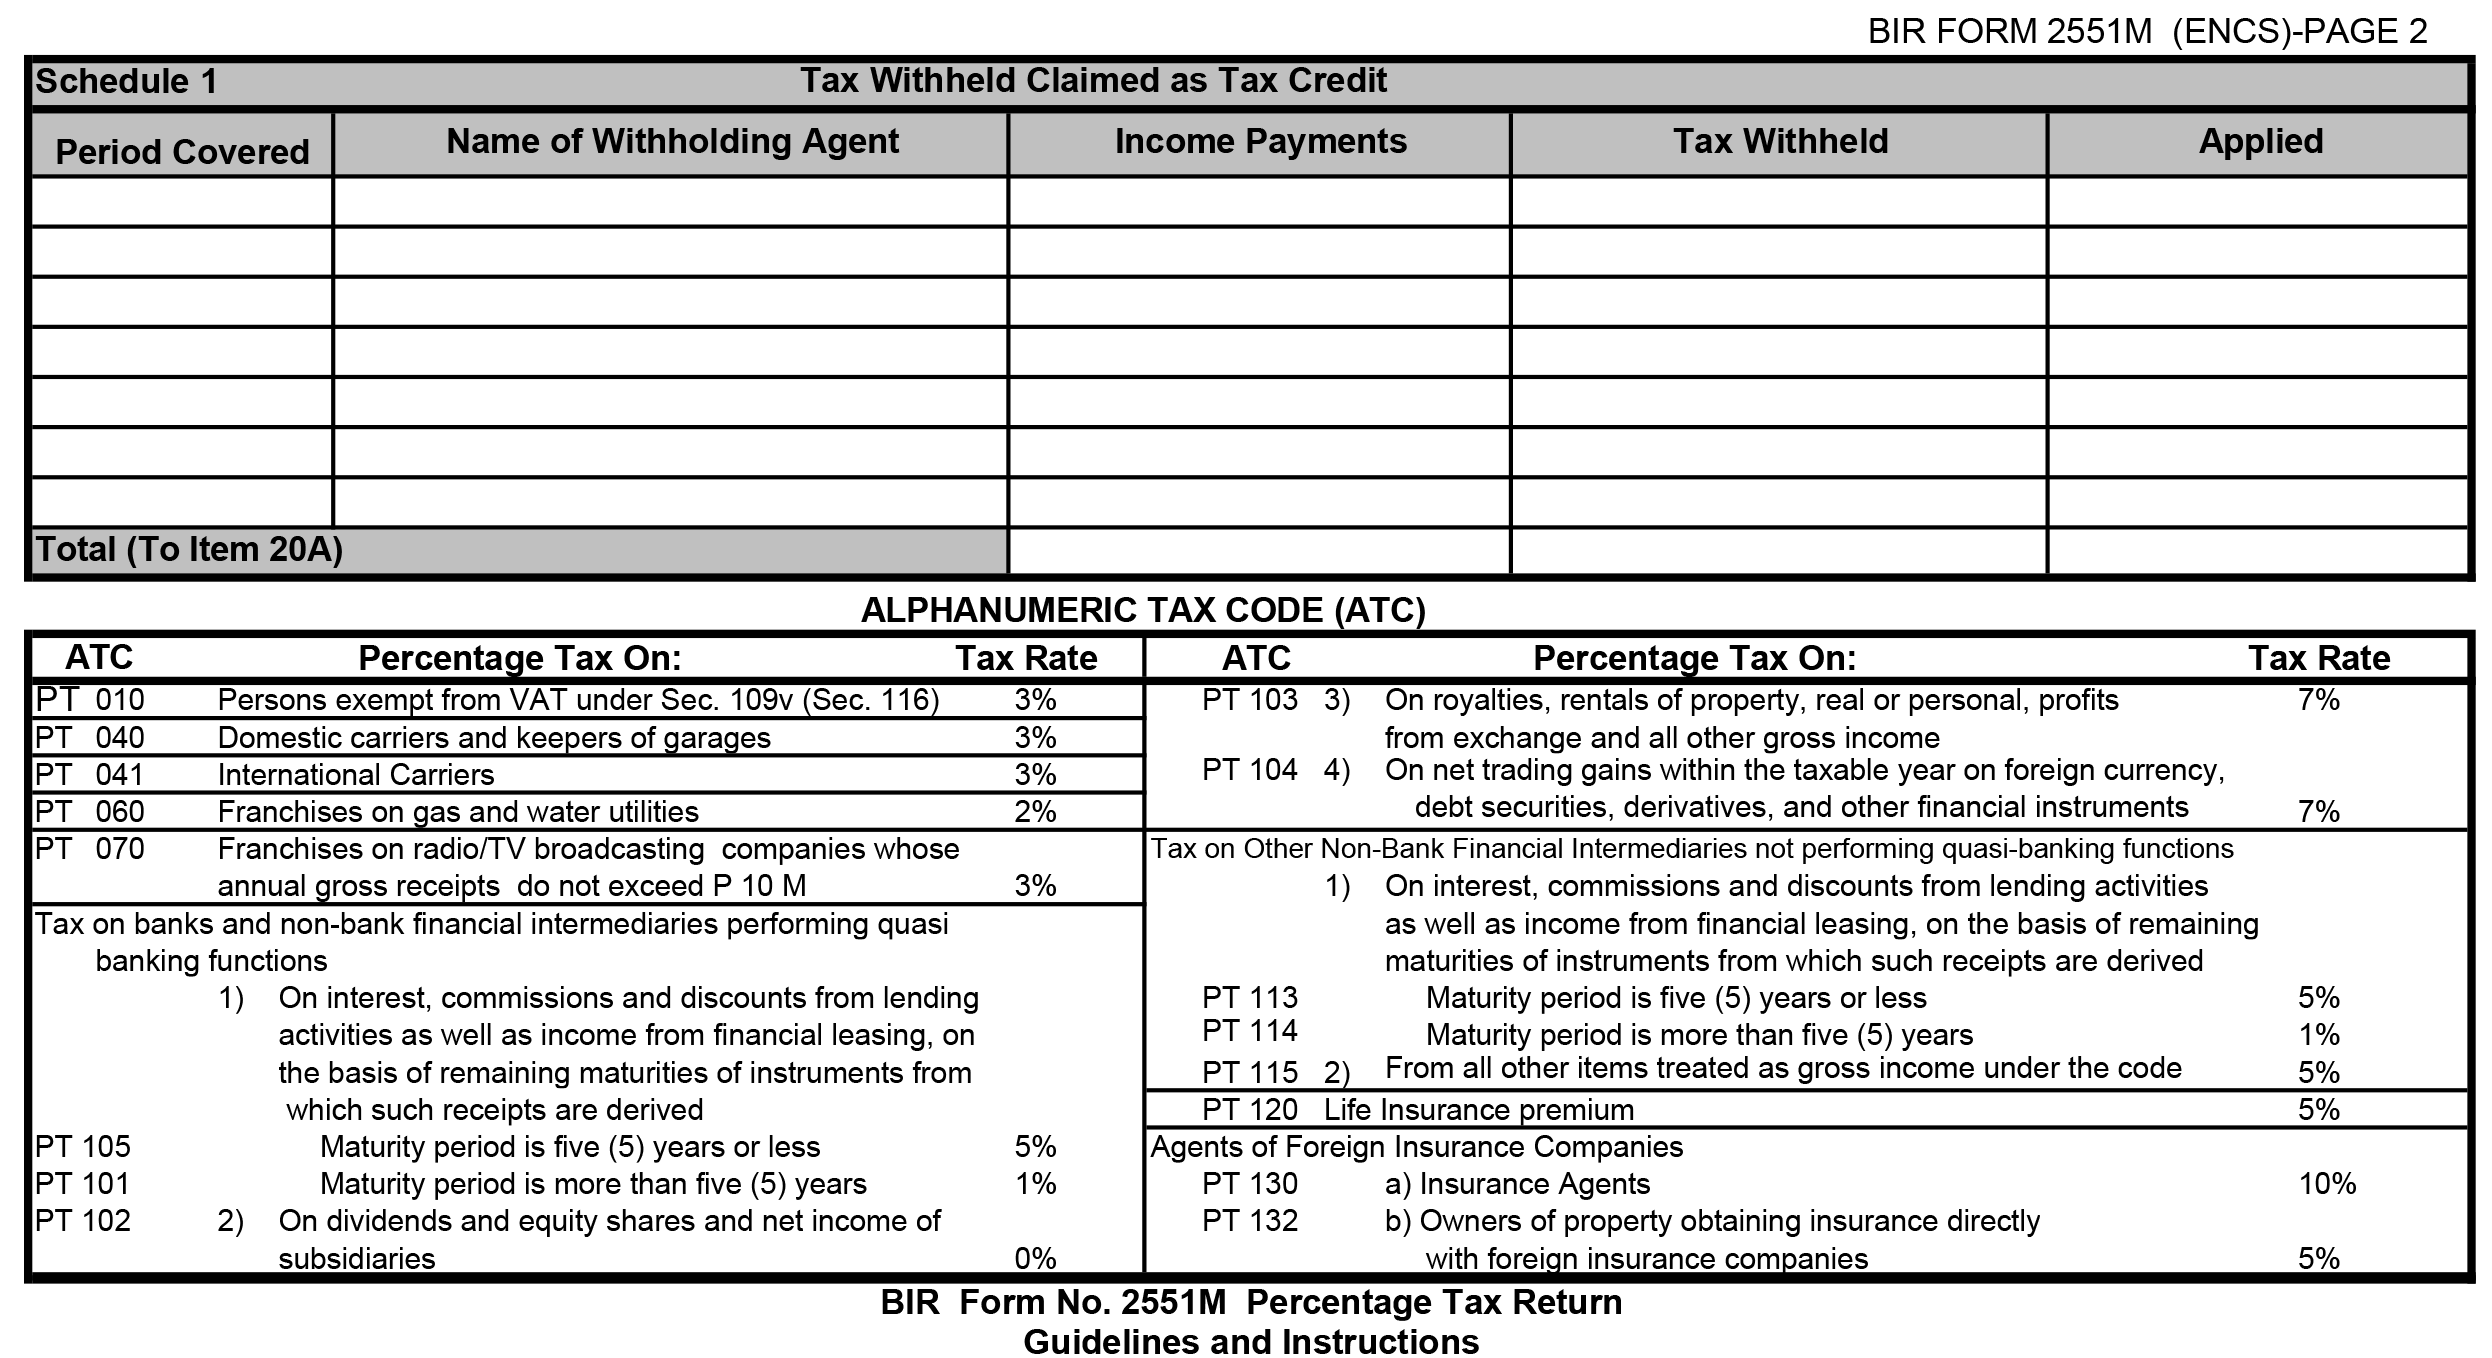 BIR FORM 2551M (ENCS)-PAGE 2
Schedule 1 Tax Withheld Claimed as Tax Credit
Period Covered Name of Withholding Agent Income Payments Tax Withheld Applied
Total (To Item 20A)
ALPHANUMERIC TAX CODE (ATC)
ATC Percentage Tax On: Tax Rate
PT 010 Persons exempt from VAT under Sec. 109v (Sec. 116) 3%
PT 040 Domestic carriers and keepers of garages 3%
PT 041 International Carriers 3%
PT 060 Franchises on gas and water utilities 2%
PT 070 Franchises on radio/TV broadcasting companies whose
annual gross receipts do not exceed P 10 M 3%
Tax on banks and non-bank financial intermediaries performing quasi
banking functions
1) On interest, commissions and discounts from lending
activities as well as income from financial leasing, on
the basis of remaining maturities of instruments from
which such receipts are derived
PT 105 Maturity period is five (5) years or less 5%
PT 101 Maturity period is more than five (5) years 1%
PT 102 2) On dividends and equity shares and net income of
subsidiaries 0%
ATC Percentage Tax On: Tax Rate
PT 103 3) On royalties, rentals of property, real or personal, profits 7%
from exchange and all other gross income
PT 104 4) On net trading gains within the taxable year on foreign currency,
debt securities, derivatives, and other financial instruments 7%
Tax on Other Non-Bank Financial Intermediaries not performing quasi-banking functions
1) On interest, commissions and discounts from lending activities
as well as income from financial leasing, on the basis of remaining
maturities of instruments from which such receipts are derived
PT 113 Maturity period is five (5) years or less 5%
PT 114 Maturity period is more than five (5) years 1%
PT 115 2) From all other items treated as gross income under the code 5%
PT 120 Life Insurance premium 5%
Agents of Foreign Insurance Companies
PT 130 a) Insurance Agents 10%
PT 132 b) Owners of property obtaining insurance directly
with foreign insurance companies 5%
BIR Form No. 2551M Percentage Tax Return
Guidelines and Instructions